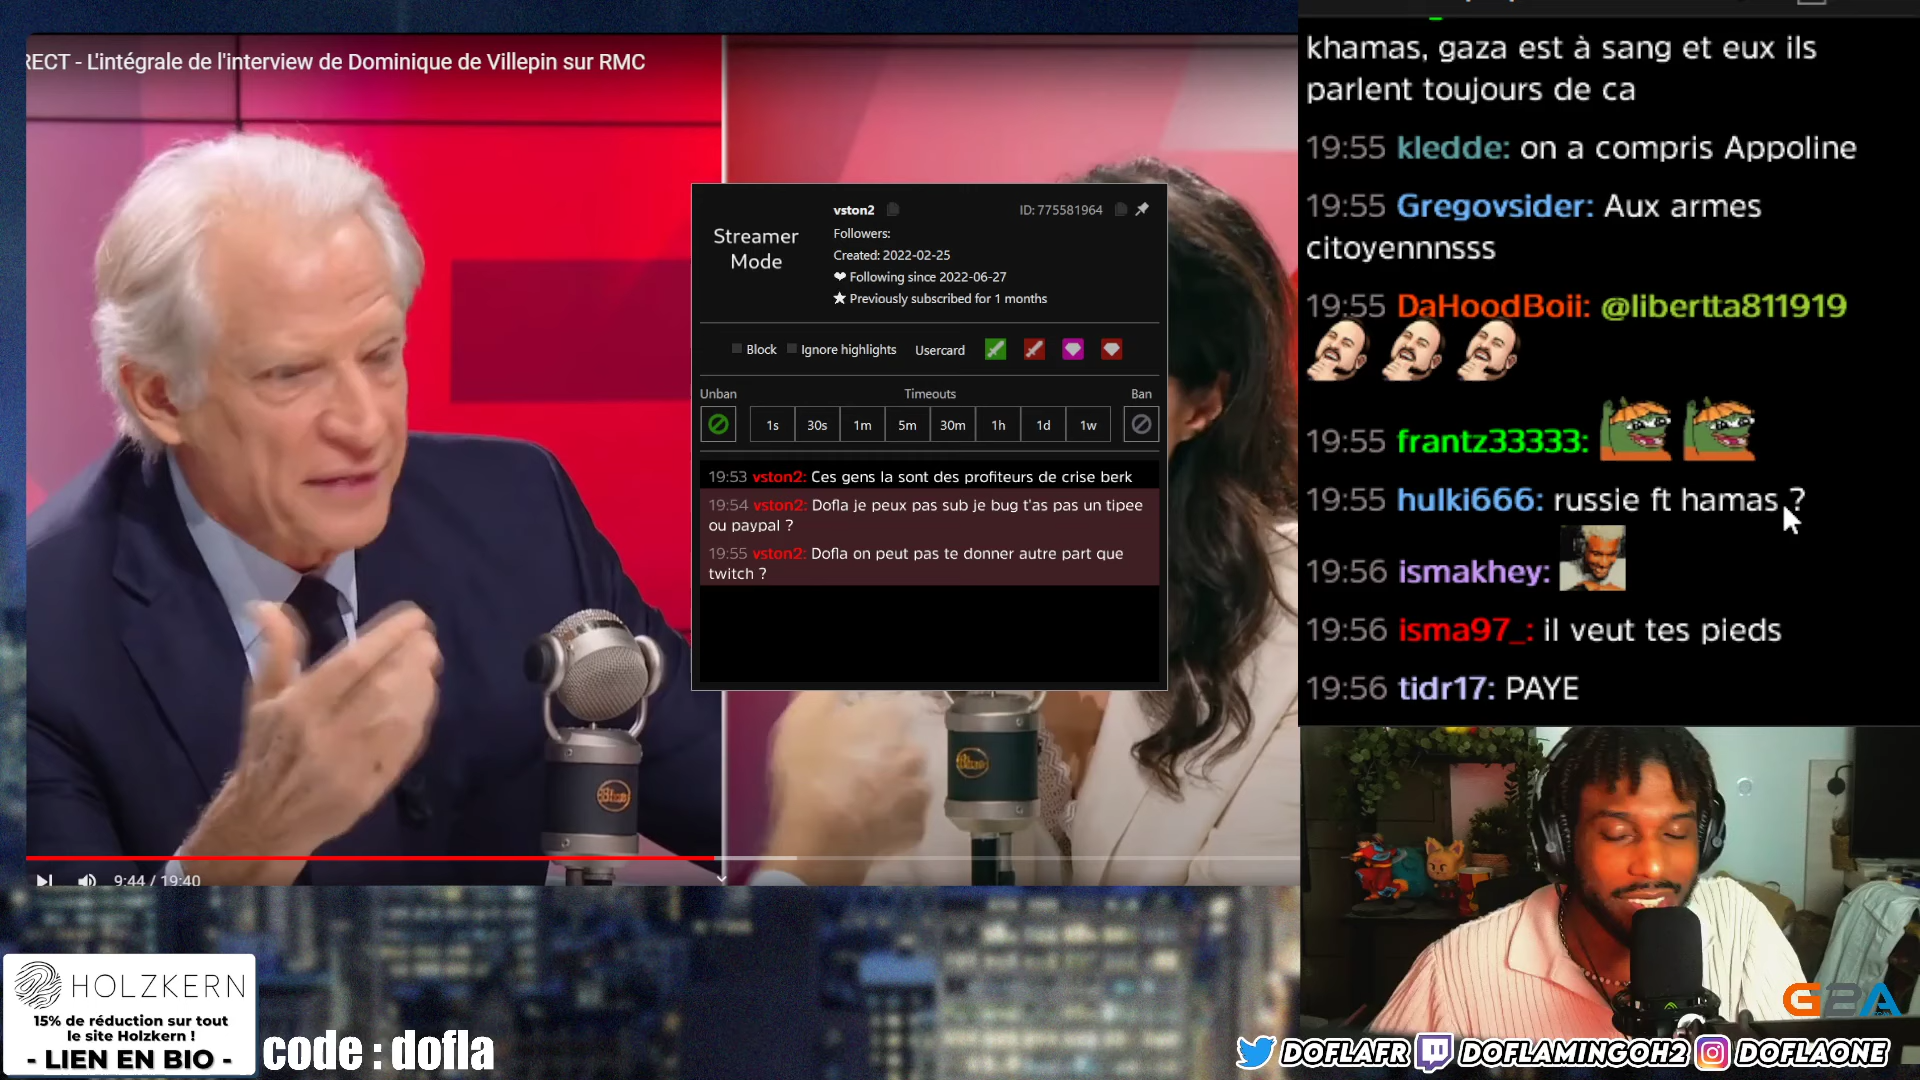 RECT - L'intégrale de l'interview de Dominique de Villepin sur RMC
Streamer
Mode
vston2
ID: 775581964
Followers:
Created: 2022-02-25
Following since 2022-06-27
Previously subscribed for 1 months
Block
Ignore highlights
Usercard
Unban
Timeouts
Ban
1s 30s 1m 5m 30m 1h 1d 1w
19:53 vston2: Ces gens la sont des profiteurs de crise berk
19:54 vston2: Dofla je peux pas sub je bug t'as pas un tipee
ou paypal ?
19:55 vston2: Dofla on peut pas te donner autre part que
twitch ?
khamas, gaza est à sang et eux ils
parlent toujours de ca
19:55 kledde: on a compris Appoline
19:55 Gregovsider: Aux armes
citoyennnsss
19:55 DaHoodBoii: @libertta811919
19:55 frantz33333:
19:55 hulki666: russie ft hamas ?
19:56 ismakhey:
19:56 isma97_: il veut tes pieds
19:56 tidr17: PAYE
Blue
Blue
9:44 / 19:40
HOLZKERN
15% de réduction sur tout
le site Holzkern !
- LIEN EN BIO -
code : dofla
GBA
DOFLAFR
DOFLAMINGOH2
DOFLAONE